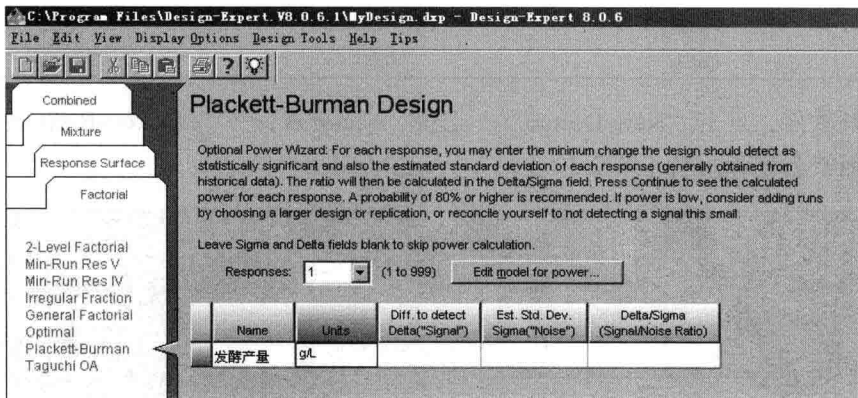 C:\Program Files\Design-Expert.V8.0.6.1\MyDesign.dxp - Design-Expert 8.0.6
File Edit View Display Options Design Tools Help Tips
Combined
Mixture
Response Surface
Factorial
2-Level Factorial
Min-Run Res V
Min-Run Res IV
Irregular Fraction
General Factorial
Optimal
Plackett-Burman
Taguchi OA
Plackett-Burman Design
Optional Power Wizard: For each response, you may enter the minimum change the design should detect as
statistically significant and also the estimated standard deviation of each response (generally obtained from
historical data). The ratio will then be calculated in the Delta/Sigma field. Press Continue to see the calculated
power for each response. A probability of 80% or higher is recommended. If power is low, consider adding runs
by choosing a larger design or replication, or reconcile yourself to not detecting a signal this small.
Leave Sigma and Delta fields blank to skip power calculation.
Responses: 1 (1 to 999) Edit model for power...
Name Units Diff. to detect Delta("Signal") Est. Std. Dev. Sigma("Noise") Delta/Sigma (Signal/Noise Ratio)
发酵产量 g/L